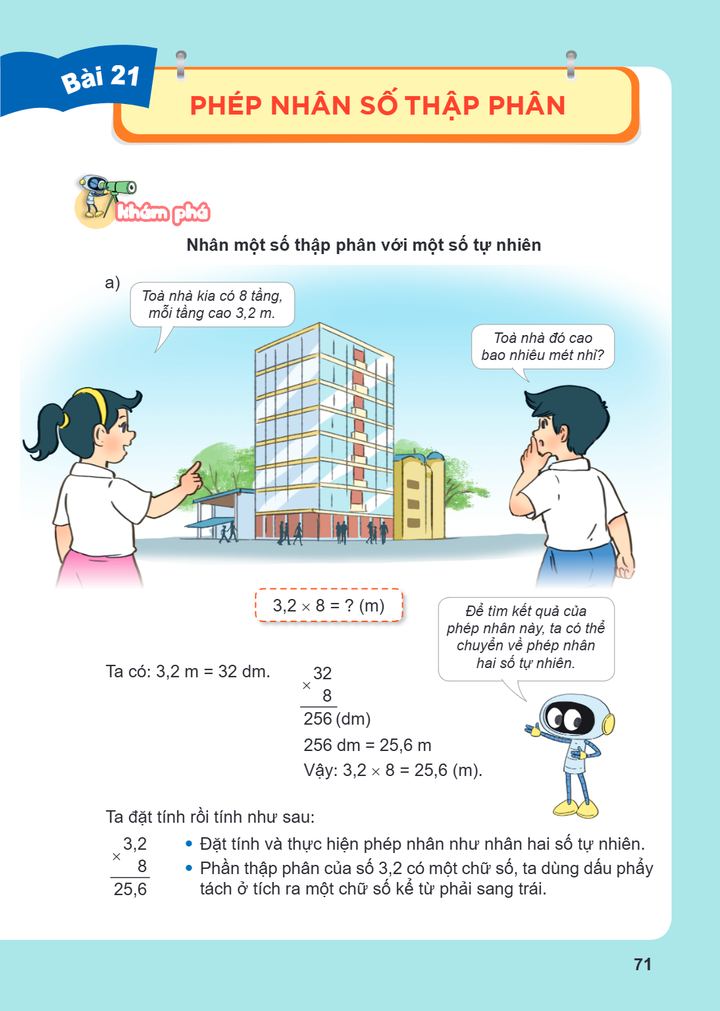 Bài 21
PHÉP NHÂN SỐ THẬP PHÂN
Khám phá
Nhân một số thập phân với một số tự nhiên
a)
Toà nhà kia có 8 tầng,
mỗi tầng cao 3,2 m.
Toà nhà đó cao
bao nhiêu mét nhỉ?
3,2 × 8 = ? (m)
Để tìm kết quả của
phép nhân này, ta có thể
chuyển về phép nhân
hai số tự nhiên.
Ta có: 3,2 m = 32 dm.
32
×
8
256 (dm)
256 dm = 25,6 m
Vậy: 3,2 × 8 = 25,6 (m).
Ta đặt tính rồi tính như sau:
3,2
×
8
25,6
• Đặt tính và thực hiện phép nhân như nhân hai số tự nhiên.
• Phần thập phân của số 3,2 có một chữ số, ta dùng dấu phẩy
tách ở tích ra một chữ số kể từ phải sang trái.
71